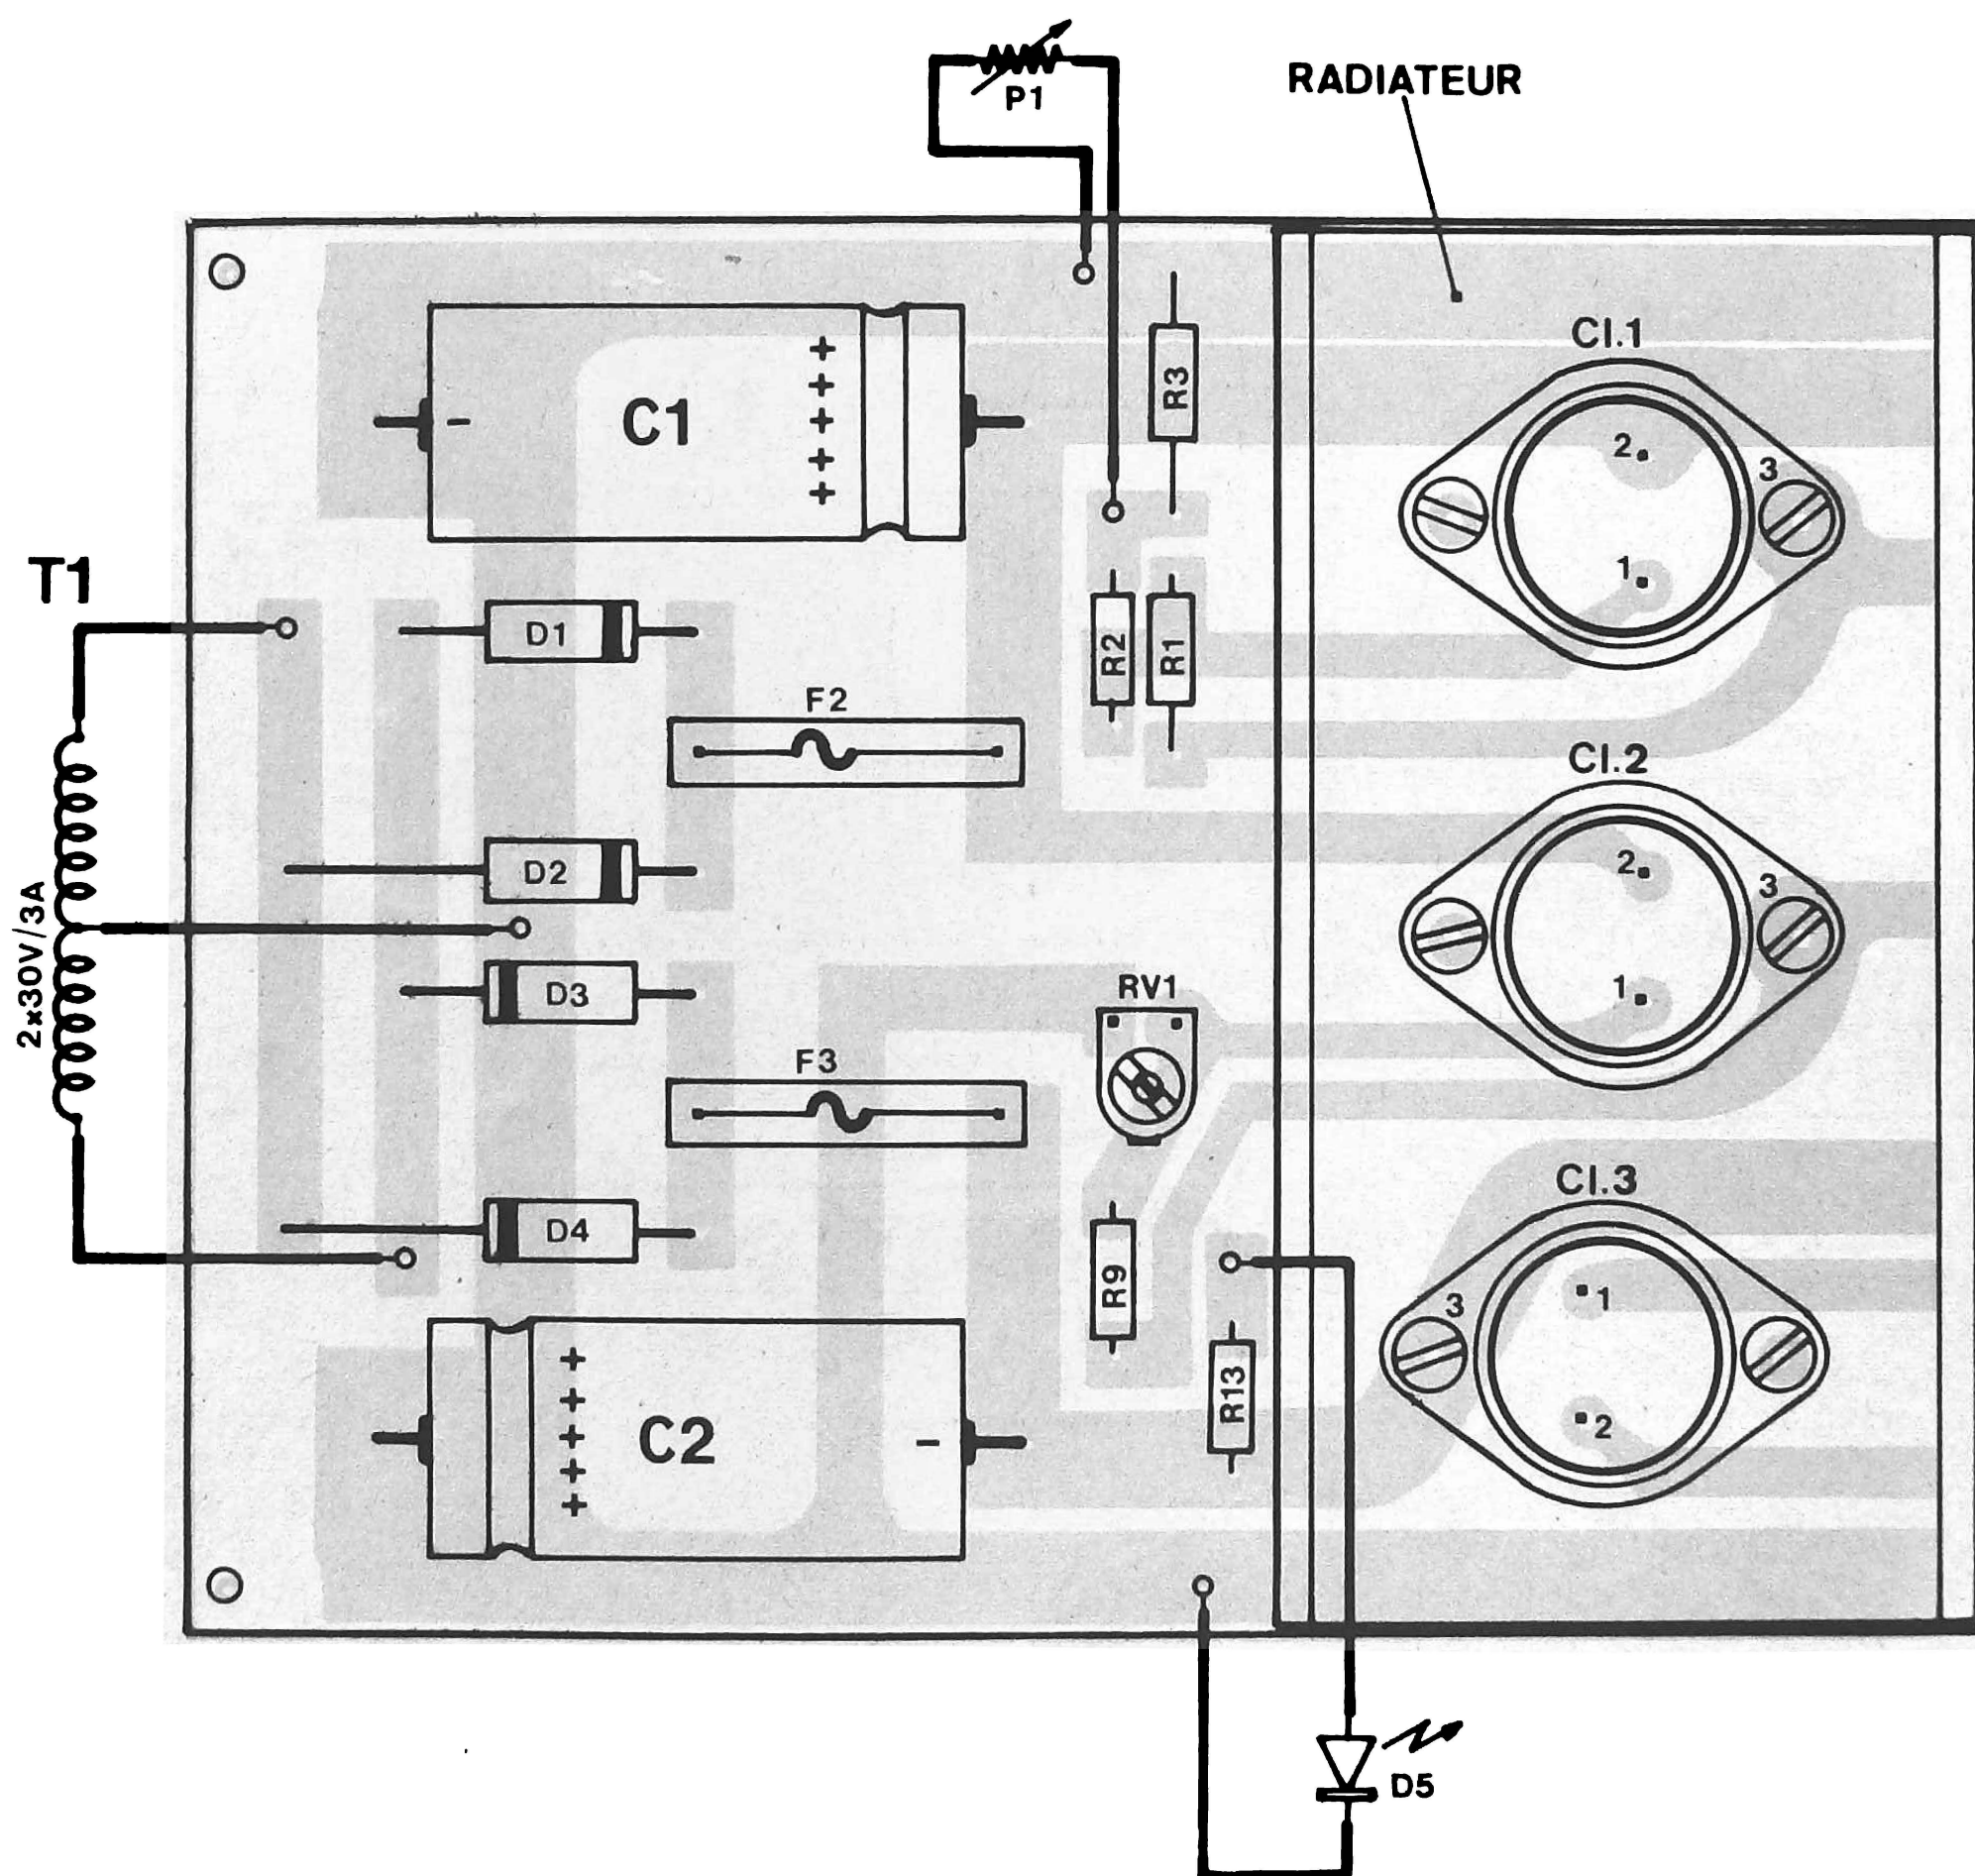 P1
RADIATEUR
CI.1
R3
C1
-
+
+
+
+
+
2
3
1
T1
D1
R2
R1
F2
CI.2
D2
2
3
2x30V/3A
D3
RV1
1
F3
CI.3
D4
R9
3
1
R13
2
+
+
+
+
+
C2
-
D5